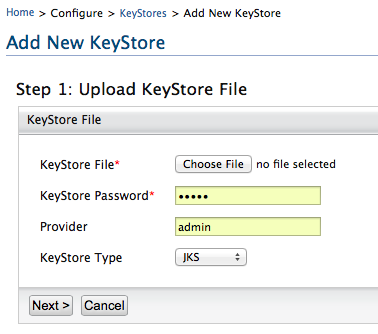 Home > Configure > KeyStores > Add New KeyStore
Add New KeyStore
Step 1: Upload KeyStore File
KeyStore File
KeyStore File* Choose File no file selected
KeyStore Password* •••••
Provider admin
KeyStore Type JKS
Next > Cancel